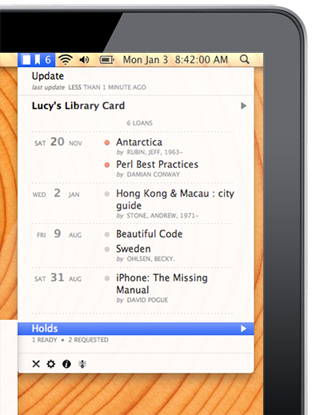 6 Mon Jan 3 8:42:00 AM
Update
last update LESS THAN 1 MINUTE AGO
Lucy's Library Card
6 LOANS
SAT 20 NOV Antarctica
by RUBIN, JEFF, 1963-
Perl Best Practices
by DAMIAN CONWAY
WED 2 JAN Hong Kong & Macau : city
guide
by STONE, ANDREW, 1971-
FRI 9 AUG Beautiful Code
Sweden
by OHLSEN, BECKY.
SAT 31 AUG iPhone: The Missing
Manual
by DAVID POGUE
Holds
1 READY • 2 REQUESTED